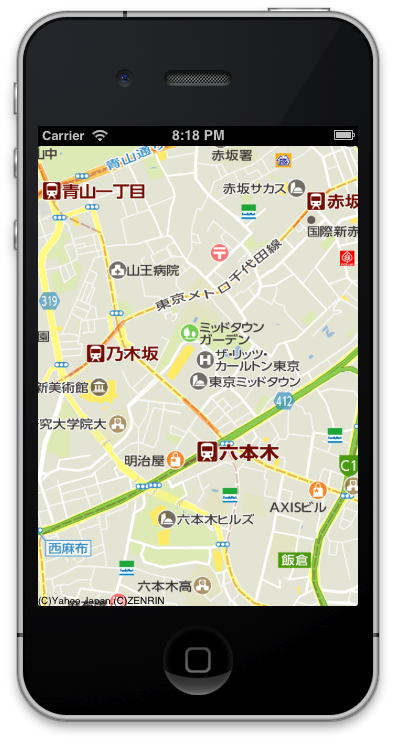 Carrier
8:18 PM
山中
青山通り
赤坂署
青山一丁目
赤坂サカス
赤坂
国際新赤
山王病院
東京メトロ千代田線
319
ミッドタウン
ガーデン
園
乃木坂
ザ・リッツ・
カールトン東京
新美術館
東京ミッドタウン
412
究大学院大
明治屋
六本木
C1
AXISビル
六本木ヒルズ
西麻布
飯倉
六本木高
(C)Yahoo Japan,(C)ZENRIN